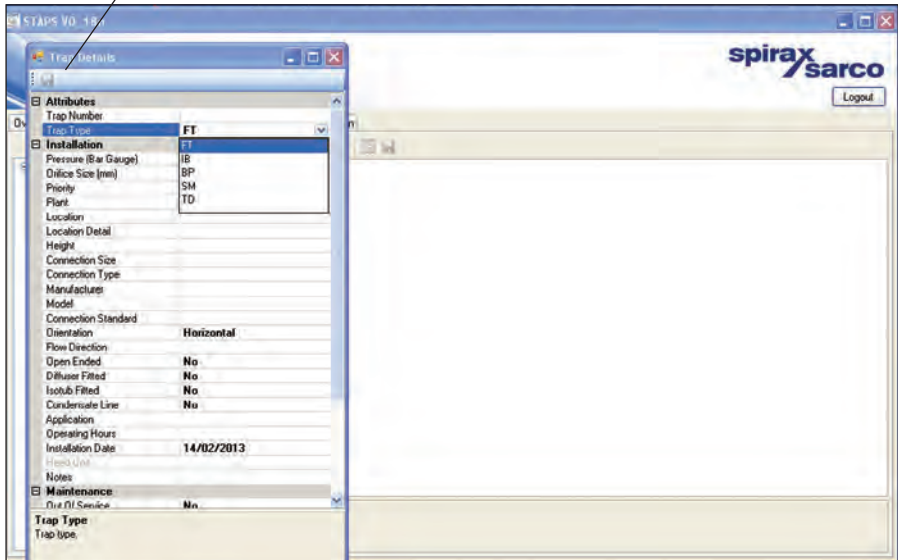 STAPS V0.18
Trap Details
spirax
sarco
Logout
Attributes
Trap Number
Trap Type FT
FT
IB
BP
SM
TD
Installation
Pressure (Bar Gauge)
Orifice Size (mm)
Priority
Plant
Location
Location Detail
Height
Connection Size
Connection Type
Manufacturer
Model
Connection Standard
Orientation Horizontal
Flow Direction
Open Ended No
Diffuser Fitted No
Isotub Fitted No
Condensate Line No
Application
Operating Hours
Installation Date 14/02/2013
Head Unit
Notes
Maintenance
Out Of Service No
Trap Type
Trap type.